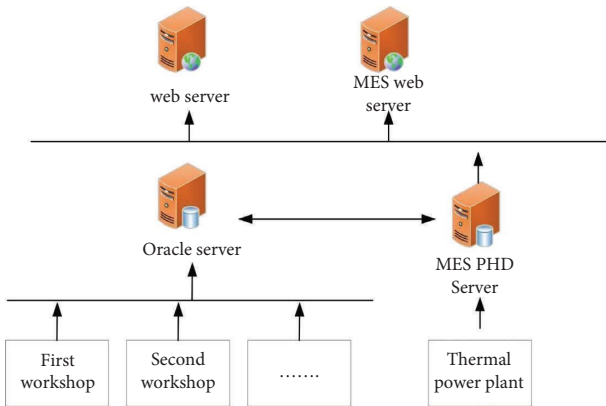 web server
MES web
server
Oracle server
MES PHD
Server
First
workshop
Second
workshop
.......
Thermal
power plant